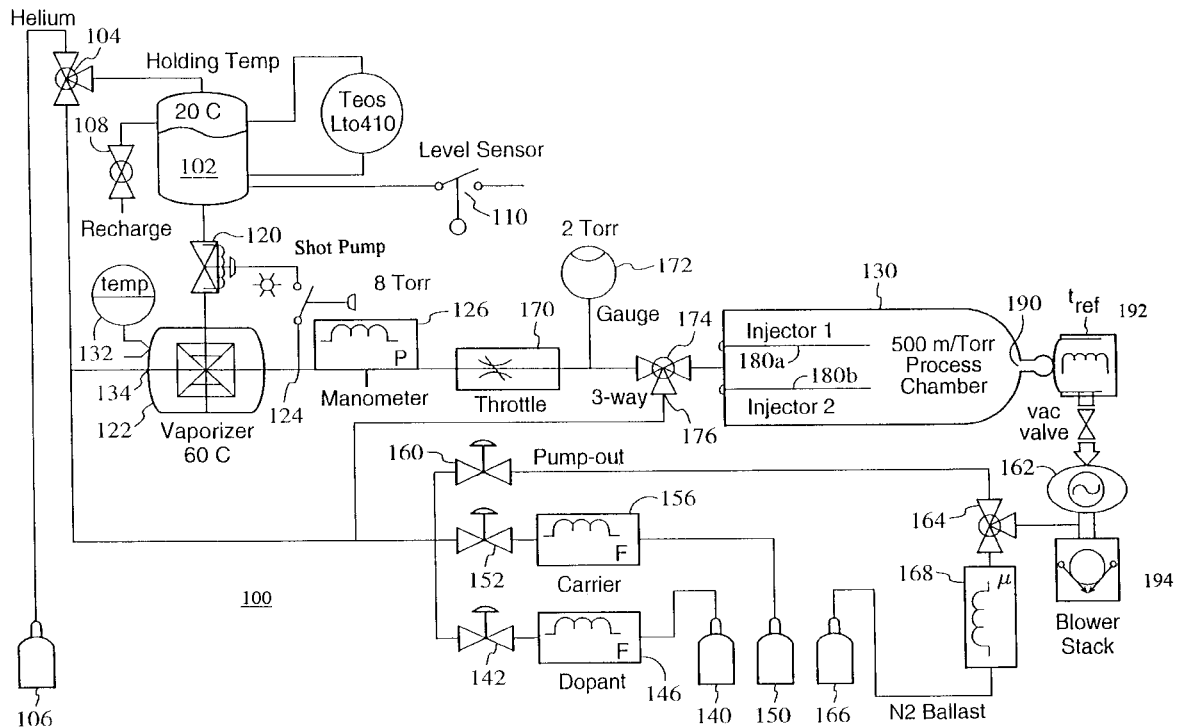 Helium
104
Holding Temp
20 C
Teos
Lto410
108
102
Level Sensor
110
Recharge
120
Shot Pump
2 Torr
172
temp
8 Torr
130
190
t ref
192
132
126
170
Gauge
174
Injector 1
180a
500 m/Torr
Process
Chamber
P
180b
134
Manometer
Throttle
3-way
Injector 2
122
124
176
vac
valve
Vaporizer
60 C
160
Pump-out
162
156
164
F
152
Carrier
168
μ
194
100
Blower
Stack
F
142
Dopant
146
140
150
166
N2 Ballast
106